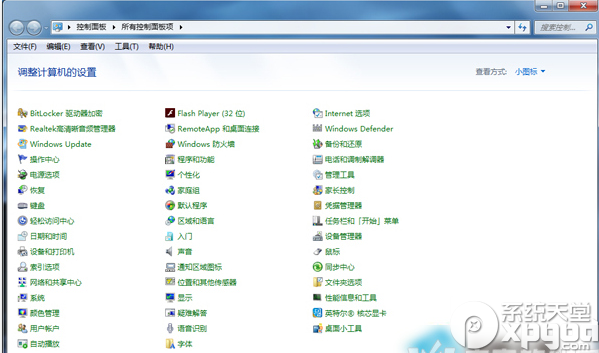 控制面板 ▸ 所有控制面板项 ▸ 搜索控制...
文件(F) 编辑(E) 查看(V) 工具(T) 帮助(H)
调整计算机的设置 查看方式: 小图标
BitLocker 驱动器加密 Flash Player (32 位) Internet 选项
Realtek高清晰音频管理器 RemoteApp 和桌面连接 Windows Defender
Windows Update Windows 防火墙 备份和还原
操作中心 程序和功能 电话和调制解调器
电源选项 个性化 管理工具
恢复 家庭组 家长控制
键盘 默认程序 凭据管理器
轻松访问中心 区域和语言 任务栏和「开始」菜单
日期和时间 入门 设备管理器
设备和打印机 声音 鼠标
索引选项 通知区域图标 同步中心
网络和共享中心 位置和其他传感器 文件夹选项
系统 显示 性能信息和工具
颜色管理 疑难解答 英特尔® 核芯显卡
用户帐户 语音识别 桌面小工具
自动播放 字体
系统天堂